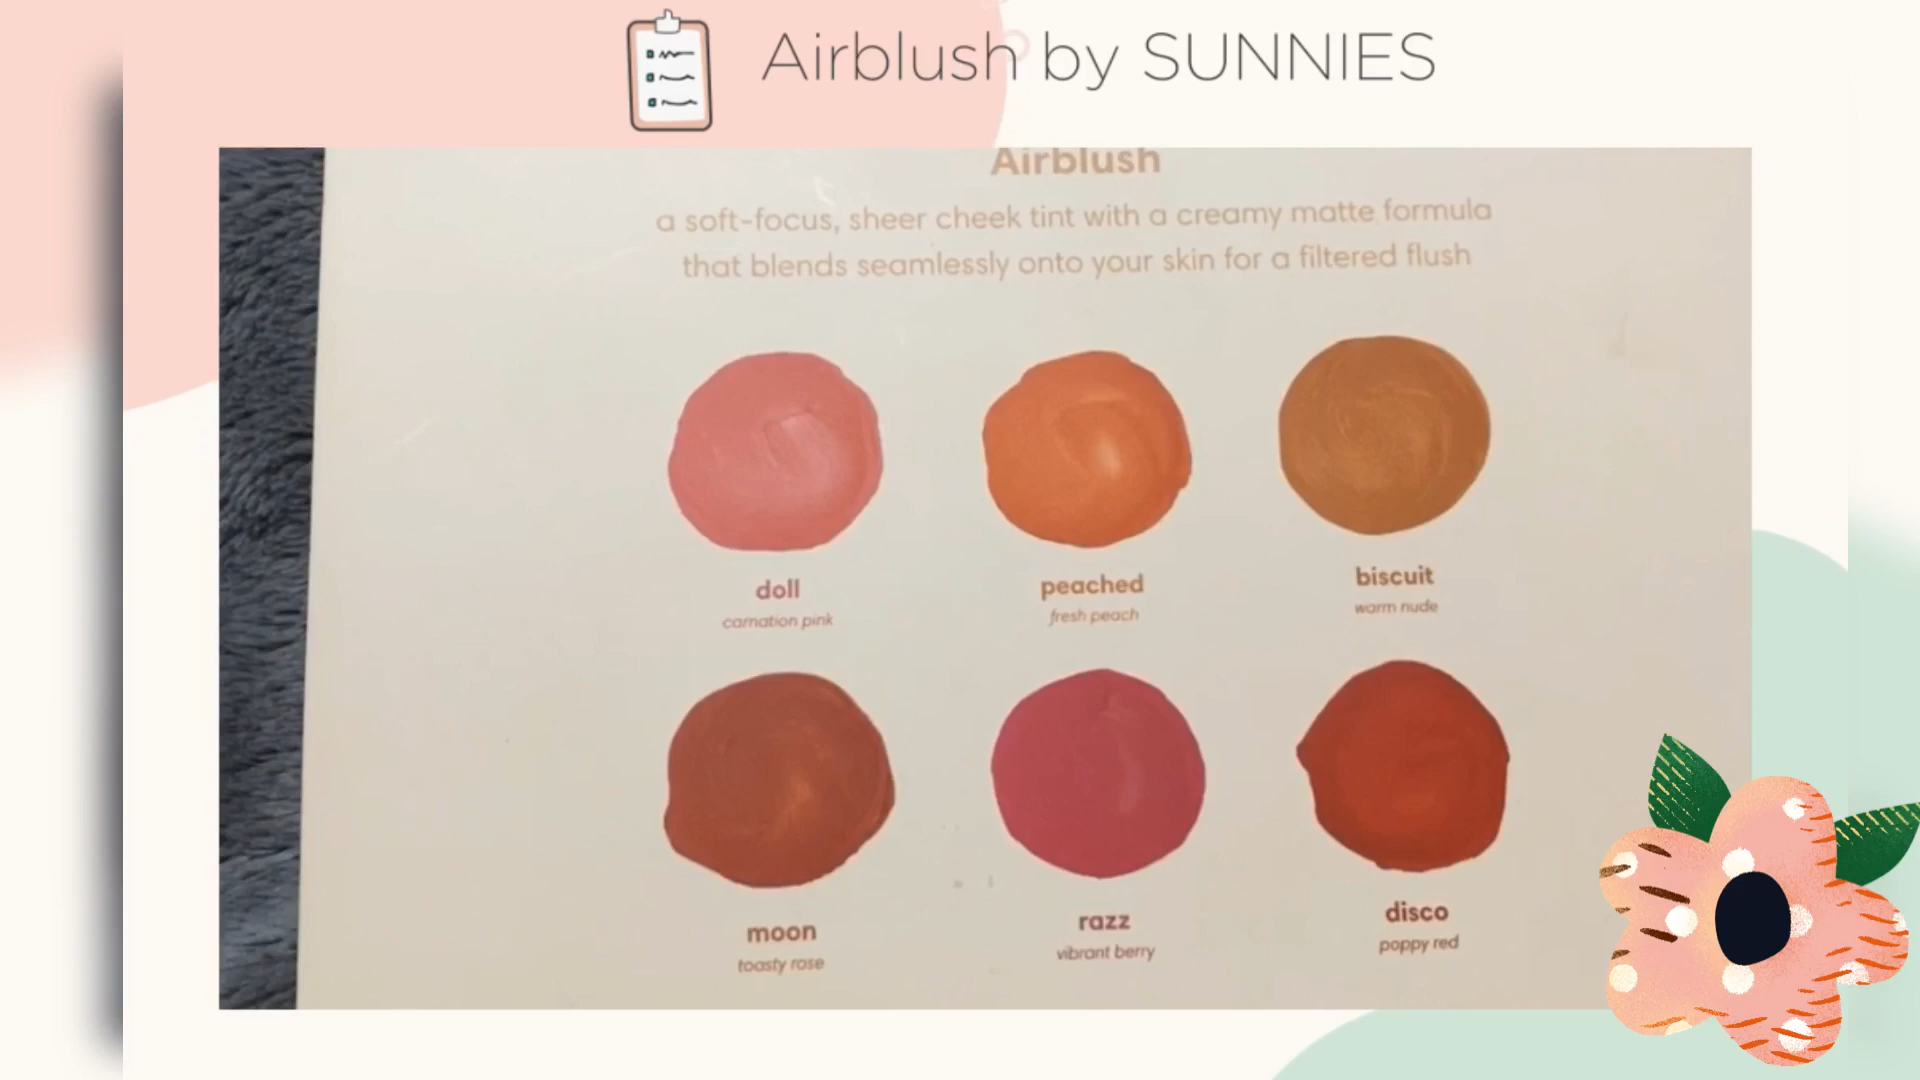 Airblush by SUNNIES
Airblush
a soft-focus, sheer cheek tint with a creamy matte formula
that blends seamlessly onto your skin for a filtered flush
doll
carnation pink
peached
fresh peach
biscuit
warm nude
moon
toasty rose
razz
vibrant berry
disco
poppy red